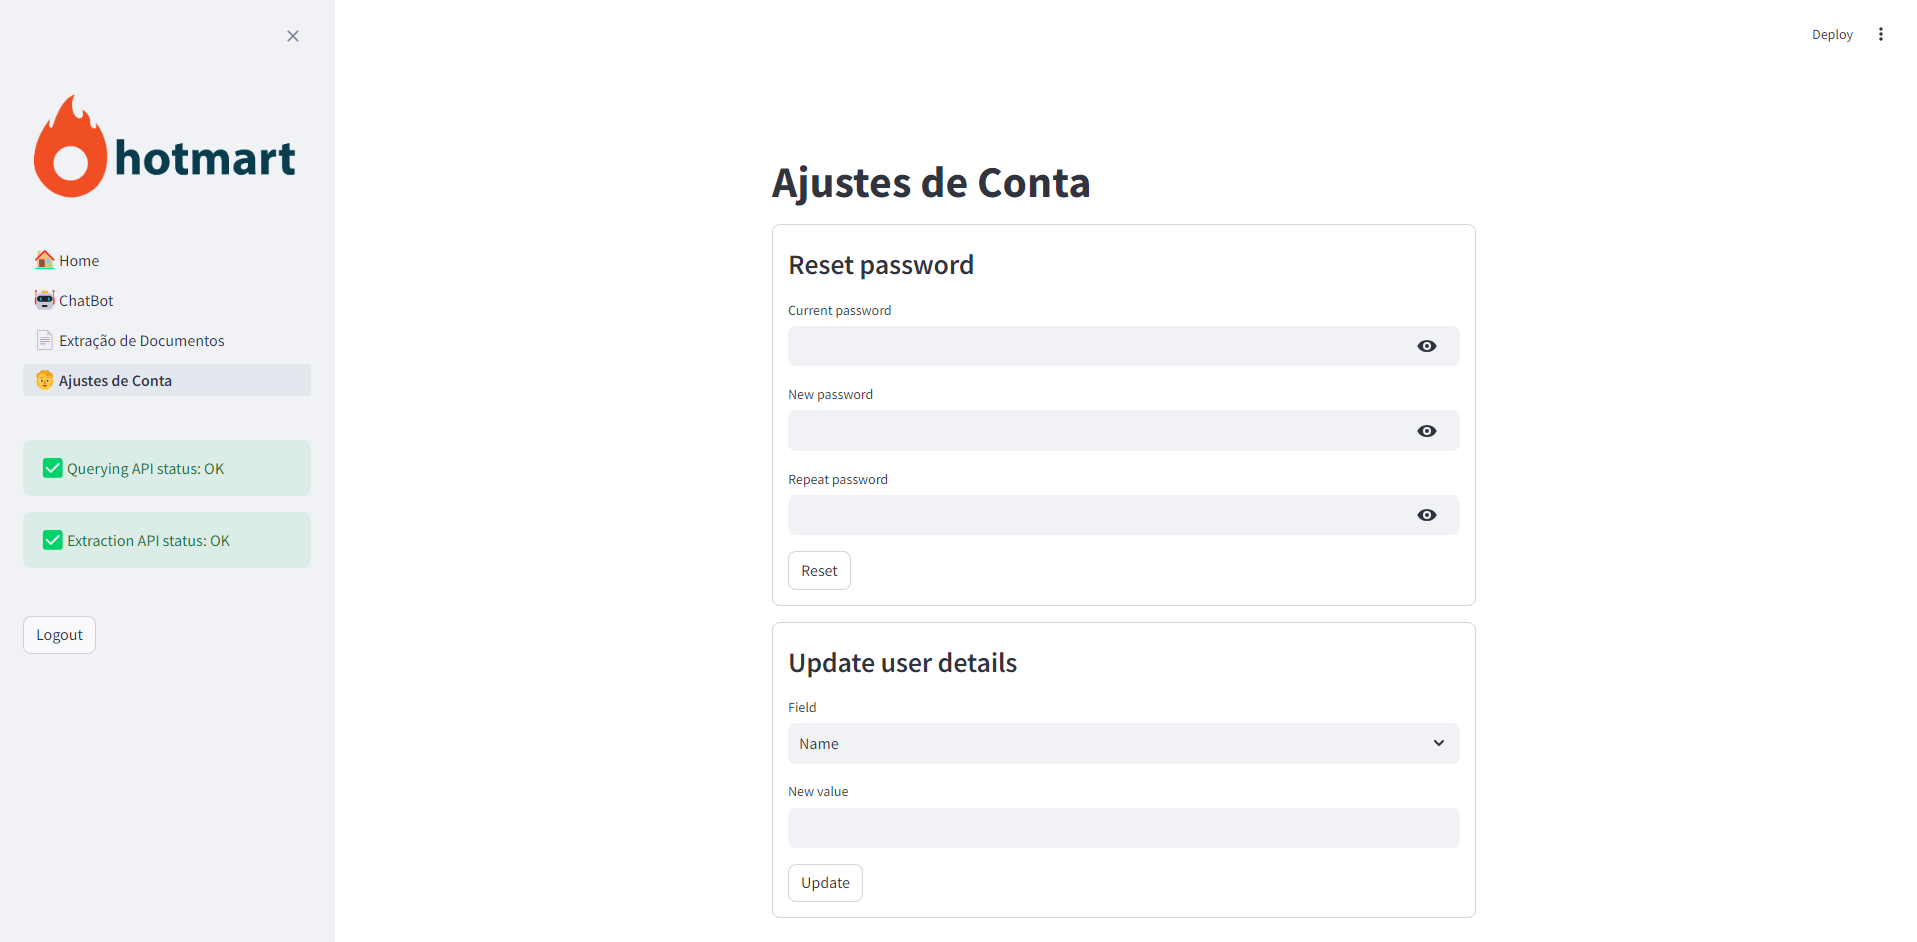 hotmart
Home
ChatBot
Extração de Documentos
Ajustes de Conta
Querying API status: OK
Extraction API status: OK
Logout
Deploy
Ajustes de Conta
Reset password
Current password
New password
Repeat password
Reset
Update user details
Field
Name
New value
Update